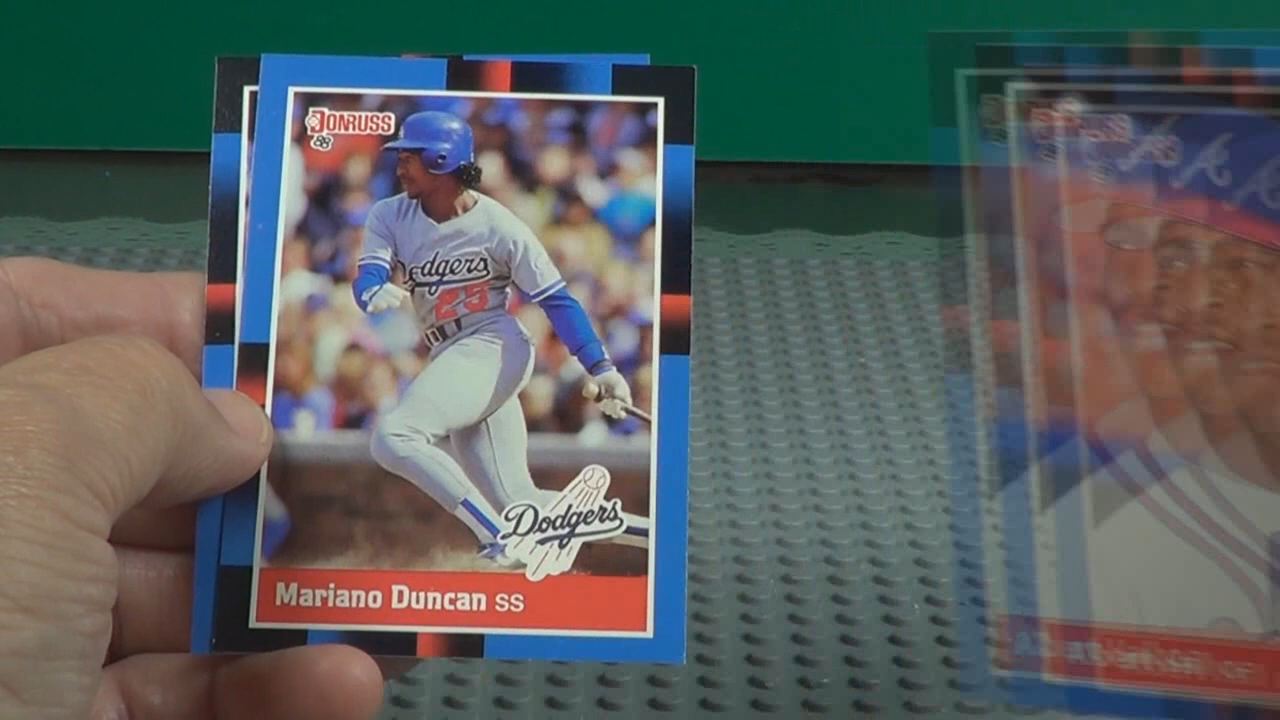 DONRUSS
88
Dodgers
25
Dodgers
Mariano Duncan SS
A
A